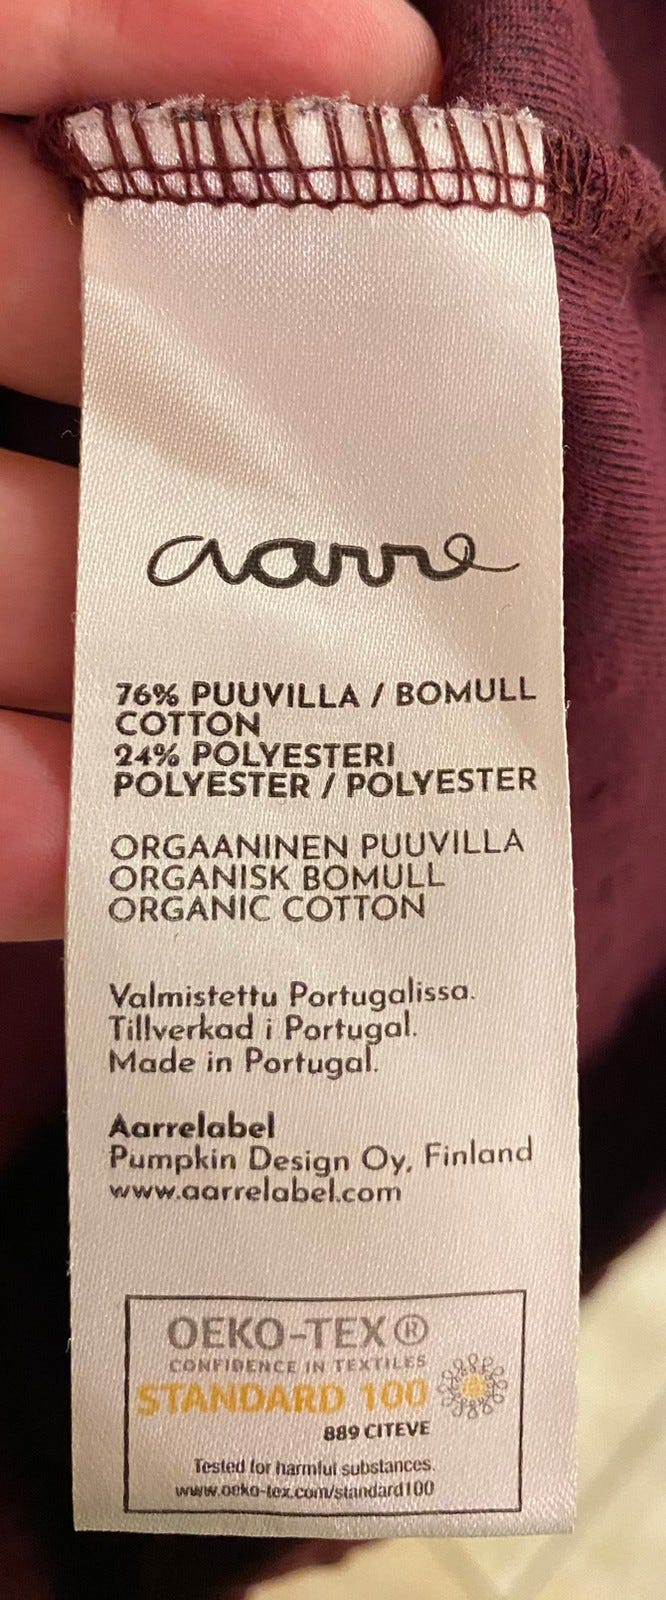 aarre
76% PUUVILLA / BOMULL
COTTON
24% POLYESTERI
POLYESTER / POLYESTER
ORGAANINEN PUUVILLA
ORGANISK BOMULL
ORGANIC COTTON
Valmistettu Portugalissa.
Tillverkad i Portugal.
Made in Portugal.
Aarrelabel
Pumpkin Design Oy, Finland
www.aarrelabel.com
OEKO-TEX®
CONFIDENCE IN TEXTILES
STANDARD 100
889 CITEVE
Tested for harmful substances.
www.oeko-tex.com/standard100